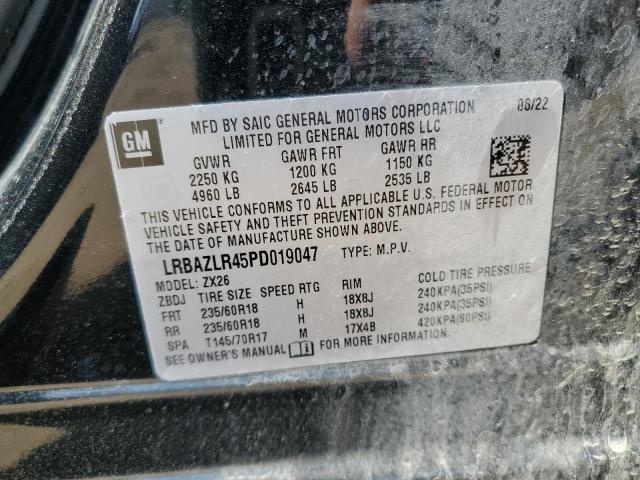 GM
MFD BY SAIC GENERAL MOTORS CORPORATION 08/22
LIMITED FOR GENERAL MOTORS LLC
GVWR GAWR FRT GAWR RR
2250 KG 1200 KG 1150 KG
4960 LB 2645 LB 2535 LB
THIS VEHICLE CONFORMS TO ALL APPLICABLE U.S. FEDERAL MOTOR
VEHICLE SAFETY AND THEFT PREVENTION STANDARDS IN EFFECT ON
THE DATE OF MANUFACTURE SHOWN ABOVE.
LRBAZLR45PD019047 TYPE: M.P.V.
MODEL: ZX26
ZBDJ TIRE SIZE SPEED RTG RIM COLD TIRE PRESSURE
FRT 235/60R18 H 18X8J 240KPA(35PSI)
RR 235/60R18 H 18X8J 240KPA(35PSI)
SPA T145/70R17 M 17X4B 420KPA(60PSI)
SEE OWNER'S MANUAL FOR MORE INFORMATION.